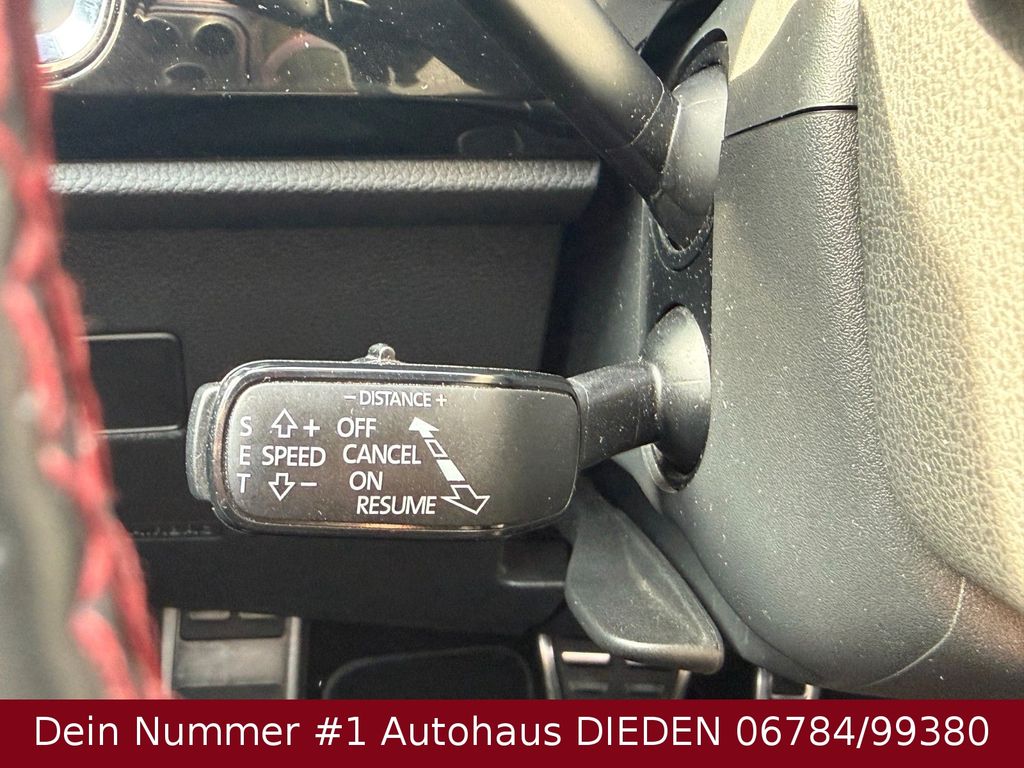 − DISTANCE +
S + OFF
E SPEED CANCEL
T − ON
RESUME
Dein Nummer #1 Autohaus DIEDEN 06784/99380